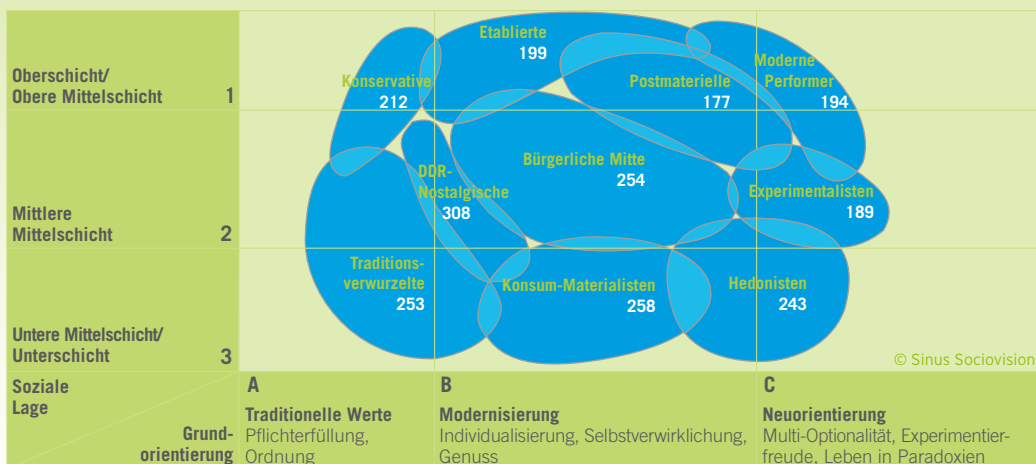 Oberschicht/
Obere Mittelschicht 1
Konservative
212
Etablierte
199
Postmaterielle
177
Moderne
Performer
194
Mittlere
Mittelschicht 2
DDR-
Nostalgische
308
Bürgerliche Mitte
254
Experimentalisten
189
Untere Mittelschicht/
Unterschicht 3
Traditions-
verwurzelte
253
Konsum-Materialisten
258
Hedonisten
243
© Sinus Sociovision
Soziale
Lage
Grund-
orientierung
A
Traditionelle Werte
Pflichterfüllung,
Ordnung
B
Modernisierung
Individualisierung, Selbstverwirklichung,
Genuss
C
Neuorientierung
Multi-Optionalität, Experimentier-
freude, Leben in Paradoxien